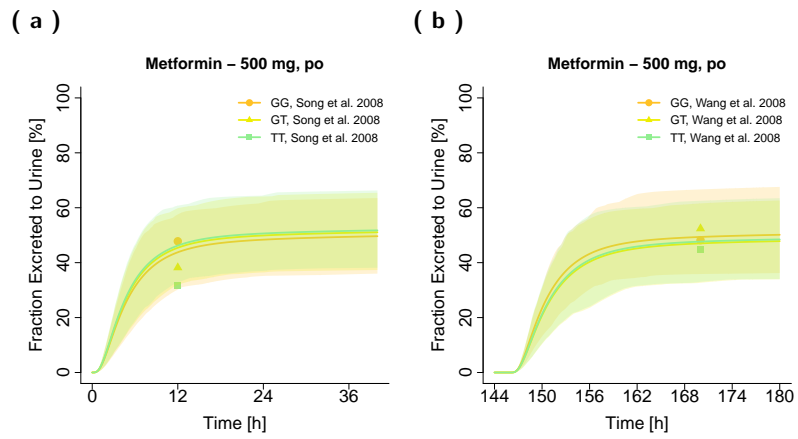 ( a )
Metformin – 500 mg, po
GG, Song et al. 2008
GT, Song et al. 2008
TT, Song et al. 2008
Fraction Excreted to Urine [%]
100
80
60
40
20
0
0 12 24 36
Time [h]
( b )
Metformin – 500 mg, po
GG, Wang et al. 2008
GT, Wang et al. 2008
TT, Wang et al. 2008
Fraction Excreted to Urine [%]
100
80
60
40
20
0
144 150 156 162 168 174 180
Time [h]